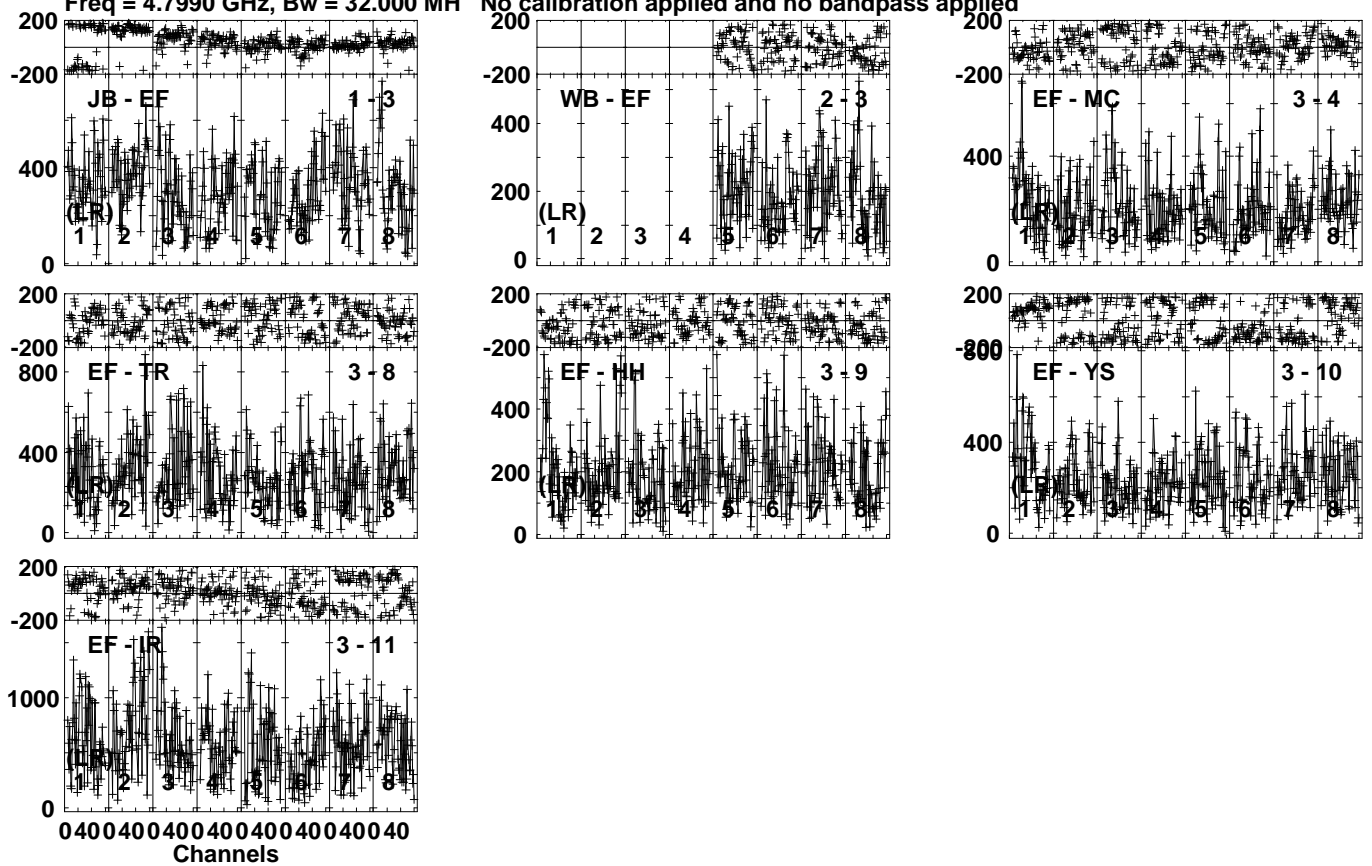 Freq = 4.7990 GHz, Bw = 32.000 MH No calibration applied and no bandpass applied
200
-200
JB - EF 1 - 3
400
(LR)
1 2 3 4 5 6 7 8
0
200
-200
WB - EF 2 - 3
400
200
(LR)
1 2 3 4 5 6 7 8
0
200
-200
EF - MC 3 - 4
400
(LR)
1 2 3 4 5 6 7 8
0
200
-200
800
EF - TR 3 - 8
400
(LR)
1 2 3 4 5 6 7 8
0
200
-200
EF - HH 3 - 9
400
200
(LR)
1 2 3 4 5 6 7 8
0
200
-200
800
EF - YS 3 - 10
400
(LR)
1 2 3 4 5 6 7 8
0
200
-200
EF - IR 3 - 11
1000
(LR)
1 2 3 4 5 6 7 8
0
0 40 0 40 0 40 0 40 0 40 0 40 0 40 0 40
Channels